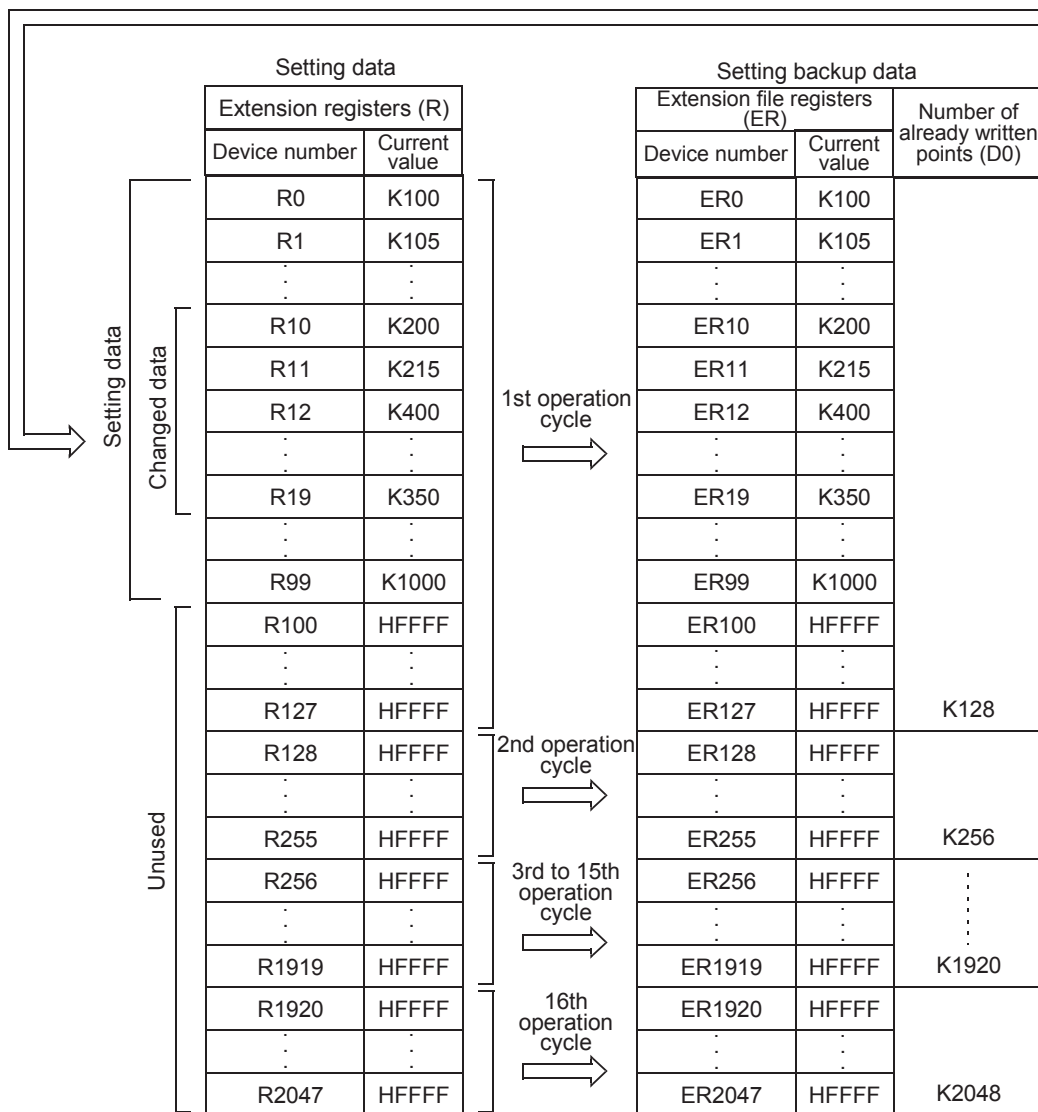 Setting data
Setting backup data
Extension registers (R)
Extension file registers
(ER)
Number of
already written
points (D0)
Device number
Current
value
Device number
Current
value
R0 K100 ER0 K100
R1 K105 ER1 K105
: : : :
R10 K200 ER10 K200
R11 K215 ER11 K215
R12 K400 ER12 K400
: : : :
R19 K350 ER19 K350
: : : :
R99 K1000 ER99 K1000
R100 HFFFF ER100 HFFFF
: : : :
R127 HFFFF ER127 HFFFF K128
R128 HFFFF ER128 HFFFF
: : : :
R255 HFFFF ER255 HFFFF K256
R256 HFFFF ER256 HFFFF
: : : :
R1919 HFFFF ER1919 HFFFF K1920
R1920 HFFFF ER1920 HFFFF
: : : :
R2047 HFFFF ER2047 HFFFF K2048
Setting data
Changed data
Unused
1st operation
cycle
2nd operation
cycle
3rd to 15th
operation
cycle
16th
operation
cycle